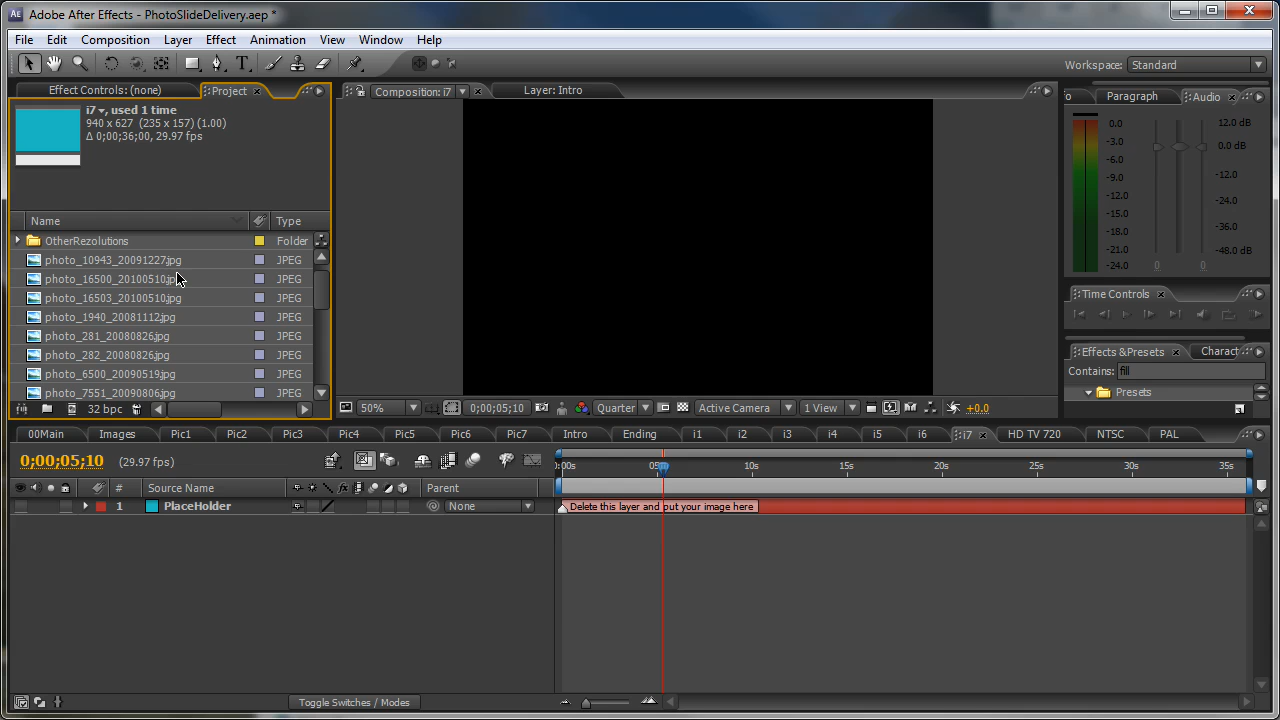 Adobe After Effects - PhotoSlideDelivery.aep *
File Edit Composition Layer Effect Animation View Window Help
Workspace: Standard
Effect Controls: (none) Project
Composition: i7 Layer: Intro
Paragraph Audio
i7, used 1 time
940 x 627 (235 x 157) (1.00)
Δ 0;00;36;00, 29.97 fps
0.0 12.0 dB
-3.0 0.0 dB
-6.0
-9.0 -12.0
-12.0
-15.0 -24.0
-18.0 -36.0
-21.0 -48.0 dB
-24.0 0 0
Name Type
OtherRezolutions Folder
photo_10943_20091227.jpg JPEG
photo_16500_20100510.jpg JPEG
photo_16503_20100510.jpg JPEG
photo_1940_20081112.jpg JPEG
photo_281_20080826.jpg JPEG
photo_282_20080826.jpg JPEG
photo_6500_20090519.jpg JPEG
photo_7551_20090806.jpg JPEG
Time Controls
Effects & Presets Charact
Contains: fill
Presets
32 bpc
50% 0;00;05;10 Quarter Active Camera 1 View +0.0
00Main Images Pic1 Pic2 Pic3 Pic4 Pic5 Pic6 Pic7 Intro Ending i1 i2 i3 i4 i5 i6 i7 HD TV 720 NTSC PAL
0;00;05;10 (29.97 fps)
:00s 05s 10s 15s 20s 25s 30s 35s
# Source Name Parent
1 PlaceHolder None Delete this layer and put your image here
Toggle Switches / Modes